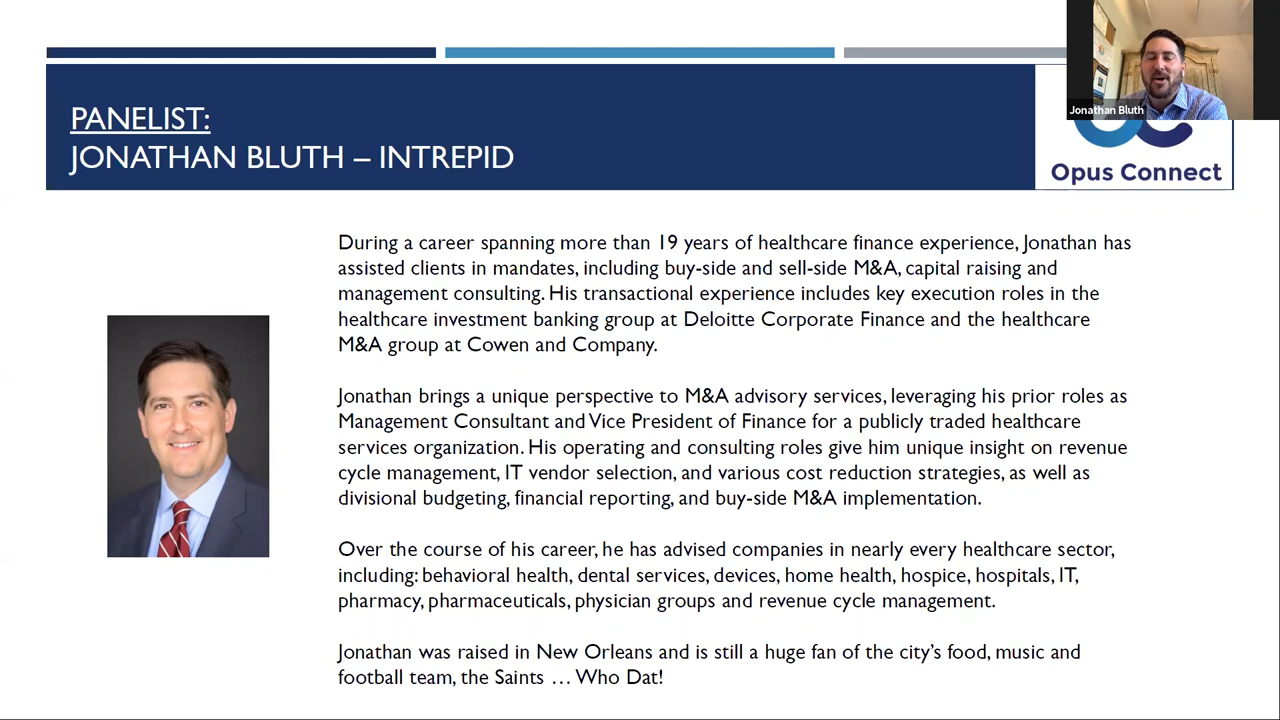 PANELIST:
JONATHAN BLUTH – INTREPID
Jonathan Bluth
Opus Connect
During a career spanning more than 19 years of healthcare finance experience, Jonathan has
assisted clients in mandates, including buy-side and sell-side M&A, capital raising and
management consulting. His transactional experience includes key execution roles in the
healthcare investment banking group at Deloitte Corporate Finance and the healthcare
M&A group at Cowen and Company.
Jonathan brings a unique perspective to M&A advisory services, leveraging his prior roles as
Management Consultant and Vice President of Finance for a publicly traded healthcare
services organization. His operating and consulting roles give him unique insight on revenue
cycle management, IT vendor selection, and various cost reduction strategies, as well as
divisional budgeting, financial reporting, and buy-side M&A implementation.
Over the course of his career, he has advised companies in nearly every healthcare sector,
including: behavioral health, dental services, devices, home health, hospice, hospitals, IT,
pharmacy, pharmaceuticals, physician groups and revenue cycle management.
Jonathan was raised in New Orleans and is still a huge fan of the city’s food, music and
football team, the Saints … Who Dat!